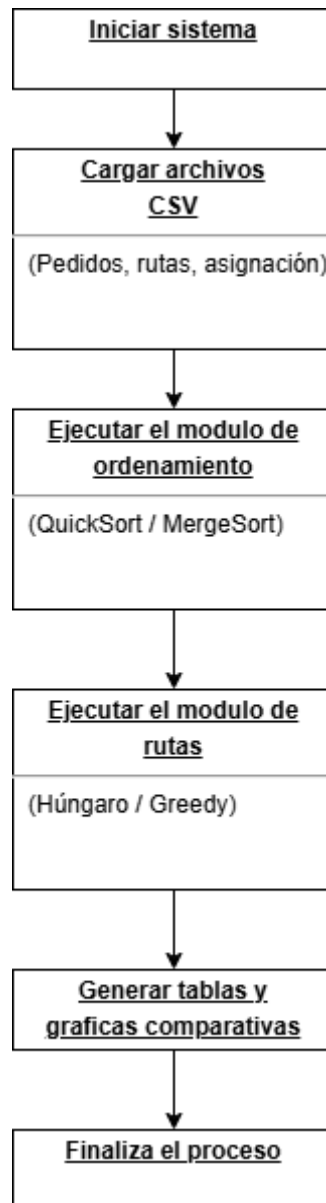 Iniciar sistema
Cargar archivos
CSV
(Pedidos, rutas, asignación)
Ejecutar el modulo de
ordenamiento
(QuickSort / MergeSort)
Ejecutar el modulo de
rutas
(Húngaro / Greedy)
Generar tablas y
graficas comparativas
Finaliza el proceso